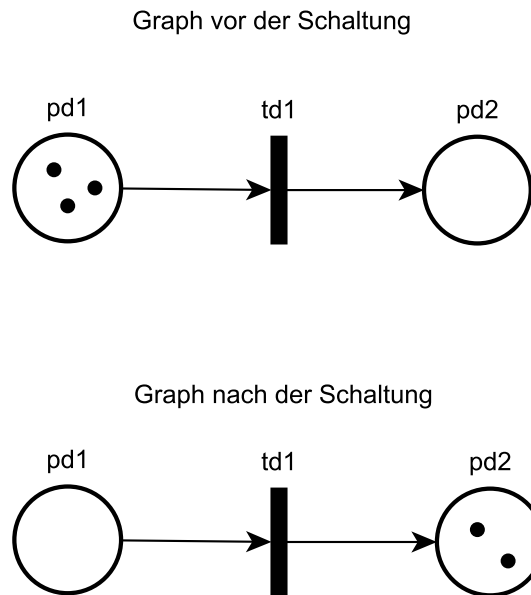 Graph vor der Schaltung
pd1 td1 pd2
Graph nach der Schaltung
pd1 td1 pd2